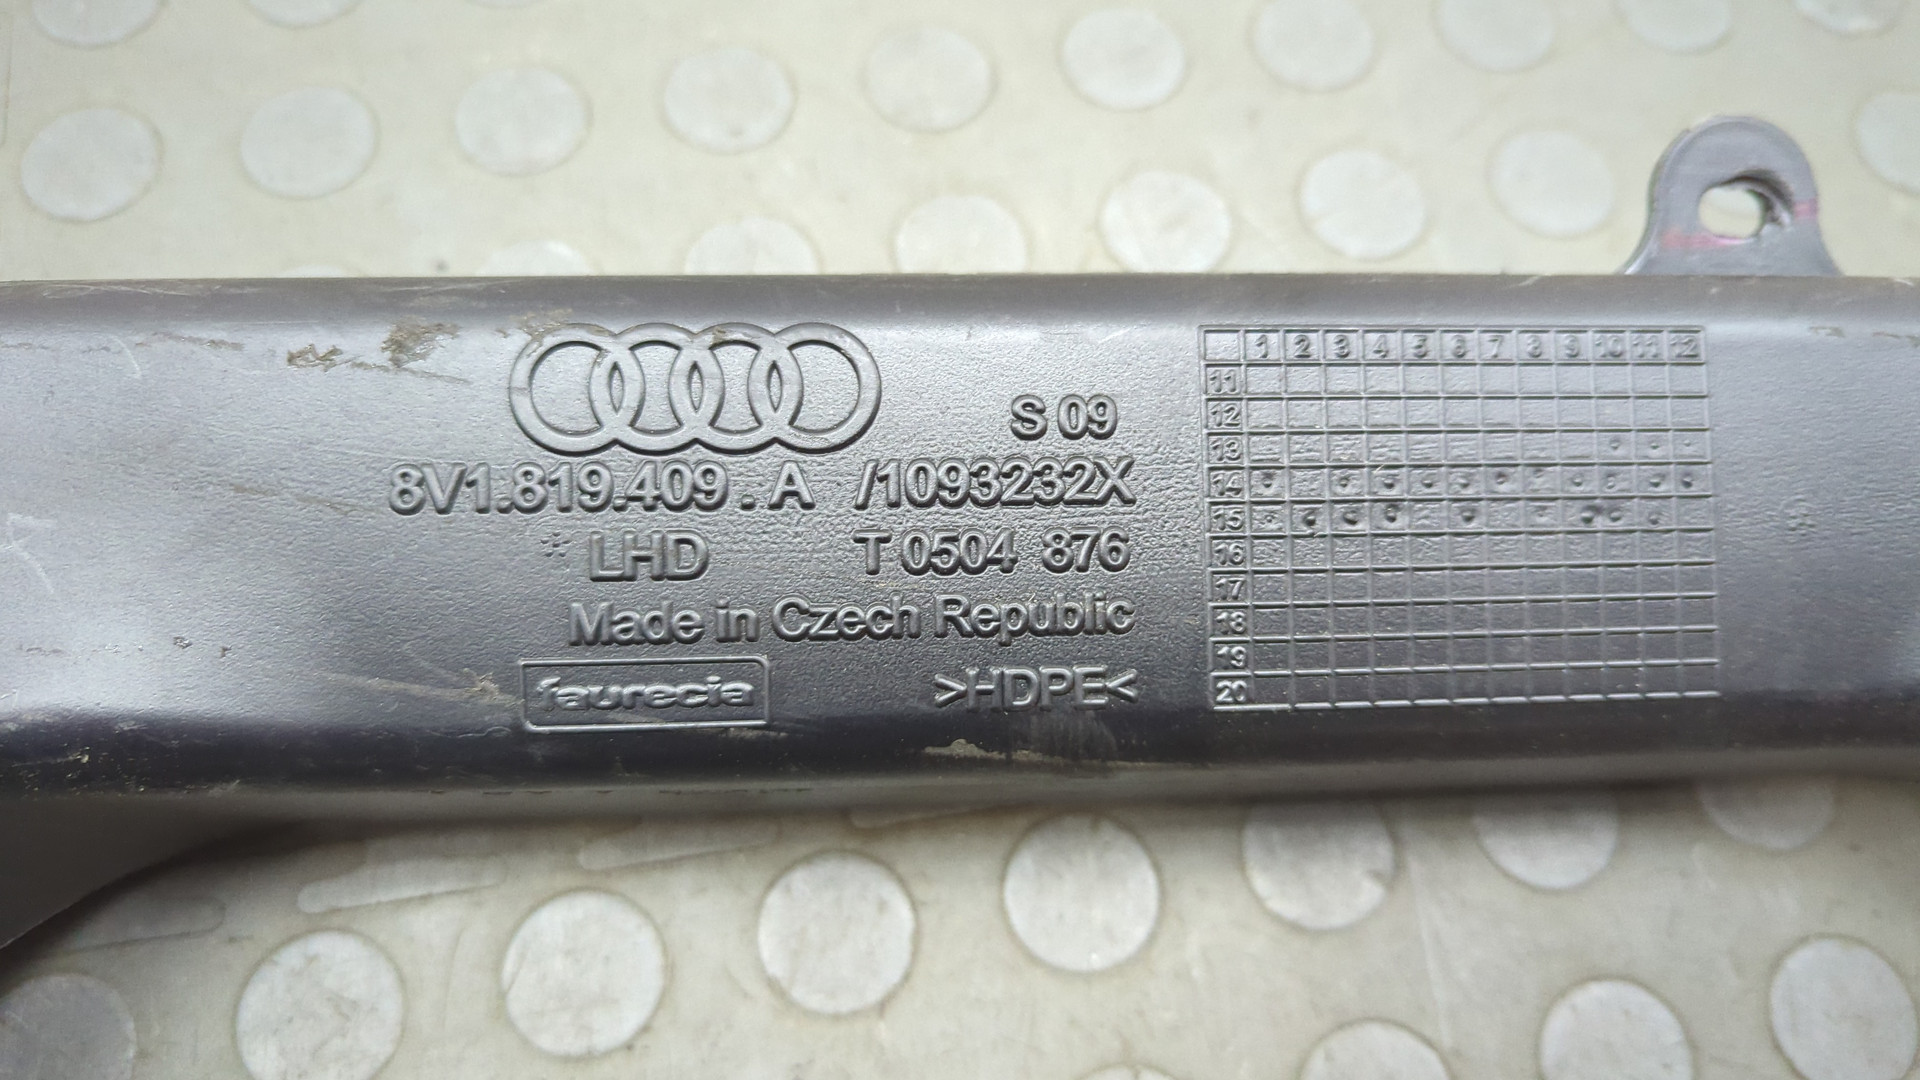 S 09
8V1.819.409.A /1093232X
LHD T 0504 876
Made in Czech Republic
faurecia >HDPE<
1 2 3 4 5 6 7 8 9 10 11 12
11
12
13
14
15
16
17
18
19
20